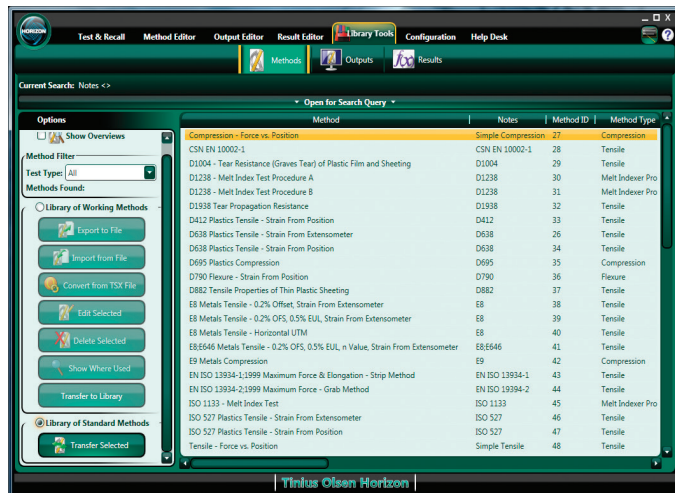 HORIZON
Test & Recall Method Editor Output Editor Result Editor Library Tools Configuration Help Desk
Methods Outputs f(x) Results
Current Search: Notes <>
Open for Search Query
Options
Show Overviews
Method Filter
Test Type: All
Methods Found:
Library of Working Methods
Export to File
Import from File
Convert from TSX File
Edit Selected
Delete Selected
Show Where Used
Transfer to Library
Library of Standard Methods
Transfer Selected
Method Notes Method ID Method Type
Compression - Force vs. Position Simple Compression 27 Compression
CSN EN 10002-1 CSN EN 10002-1 28 Tensile
D1004 - Tear Resistance (Graves Tear) of Plastic Film and Sheeting D1004 29 Tensile
D1238 - Melt Index Test Procedure A D1238 30 Melt Indexer Pro
D1238 - Melt Index Test Procedure B D1238 31 Melt Indexer Pro
D1938 Tear Propagation Resistance D1938 32 Tensile
D412 Plastics Tensile - Strain From Position D412 33 Tensile
D638 Plastics Tensile - Strain From Extensometer D638 26 Tensile
D638 Plastics Tensile - Strain From Position D638 34 Tensile
D695 Plastics Compression D695 35 Compression
D790 Flexure - Strain From Position D790 36 Flexure
D882 Tensile Properties of Thin Plastic Sheeting D882 37 Tensile
E8 Metals Tensile - 0.2% Offset, Strain From Extensometer E8 38 Tensile
E8 Metals Tensile - 0.2% OFS, 0.5% EUL, Strain From Extensometer E8 39 Tensile
E8 Metals Tensile - Horizontal UTM E8 40 Tensile
E8;E646 Metals Tensile - 0.2% OFS, 0.5% EUL, n Value, Strain From Extensometer E8;E646 41 Tensile
E9 Metals Compression E9 42 Compression
EN ISO 13934-1;1999 Maximum Force & Elongation - Strip Method EN ISO 13934-1 43 Tensile
EN ISO 13934-2;1999 Maximum Force - Grab Method EN ISO 19394-2 44 Tensile
ISO 1133 - Melt Index Test ISO 1133 45 Melt Indexer Pro
ISO 527 Plastics Tensile - Strain From Extensometer ISO 527 46 Tensile
ISO 527 Plastics Tensile - Strain From Position ISO 527 47 Tensile
Tensile - Force vs. Position Simple Tensile 48 Tensile
Tinius Olsen Horizon